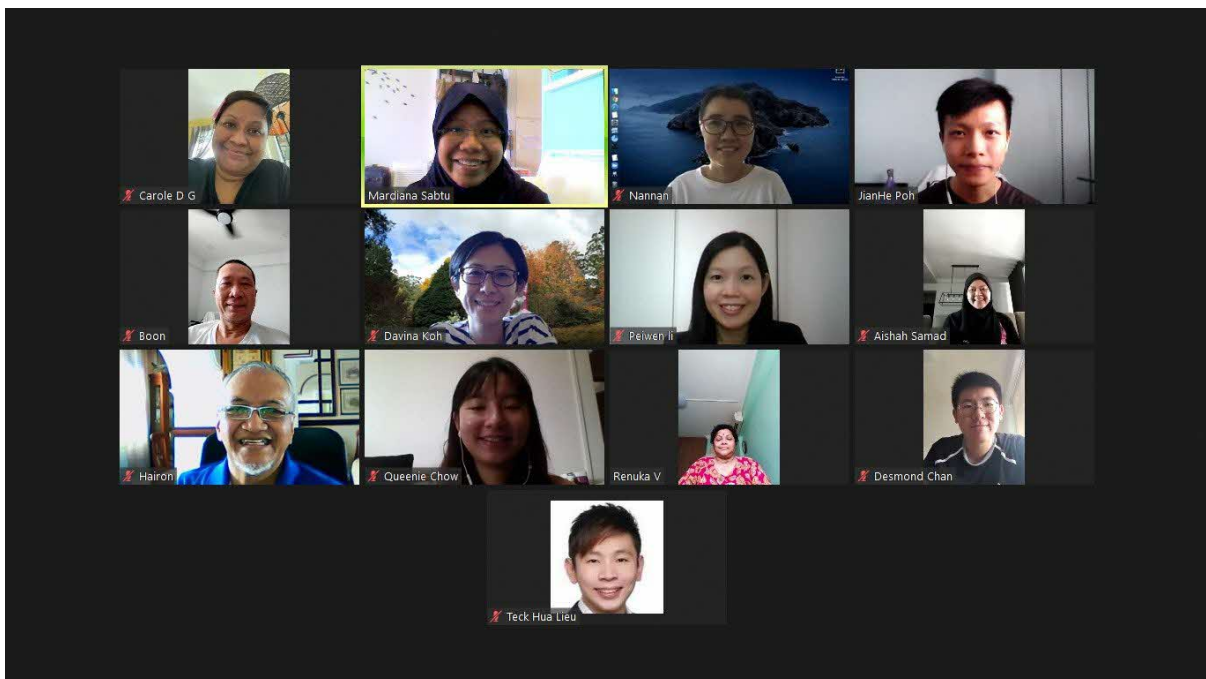 Carole D G
Mardiana Sabtu
Nannan
JianHe Poh
Boon
Davina Koh
Peiwen li
Aishah Samad
Hairon
Queenie Chow
Renuka V
Desmond Chan
Teck Hua Lieu